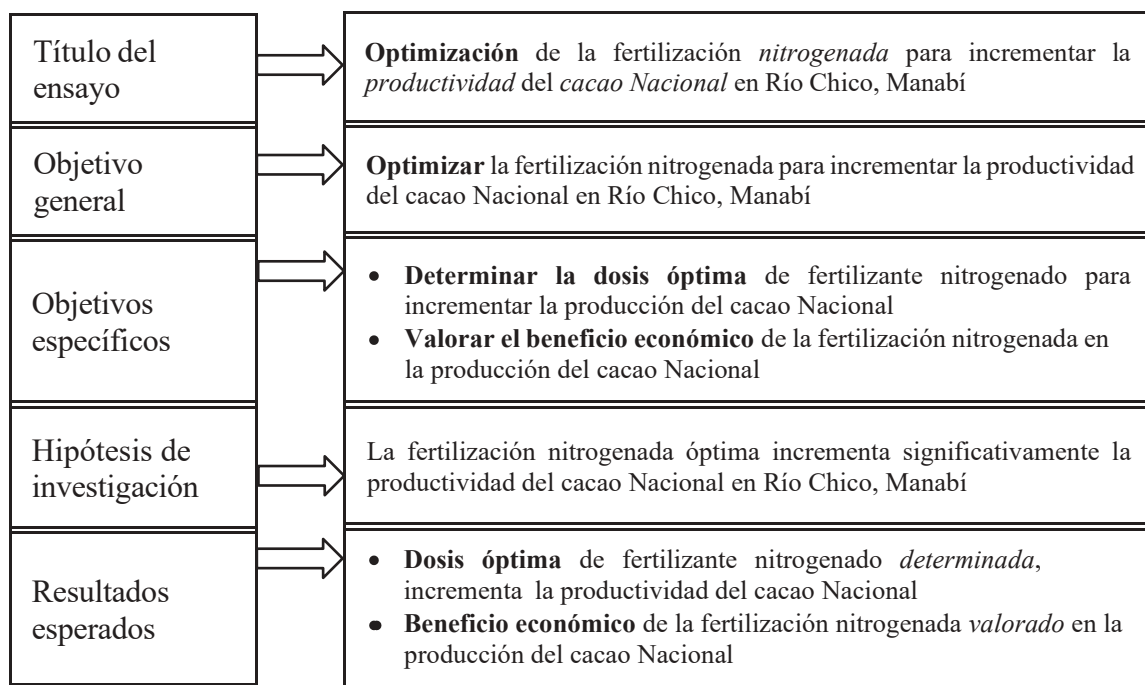 Título del
ensayo
Optimización de la fertilización nitrogenada para incrementar la
productividad del cacao Nacional en Río Chico, Manabí
Objetivo
general
Optimizar la fertilización nitrogenada para incrementar la productividad
del cacao Nacional en Río Chico, Manabí
Objetivos
específicos
• Determinar la dosis óptima de fertilizante nitrogenado para
incrementar la producción del cacao Nacional
• Valorar el beneficio económico de la fertilización nitrogenada en
la producción del cacao Nacional
Hipótesis de
investigación
La fertilización nitrogenada óptima incrementa significativamente la
productividad del cacao Nacional en Río Chico, Manabí
Resultados
esperados
• Dosis óptima de fertilizante nitrogenado determinada,
incrementa la productividad del cacao Nacional
• Beneficio económico de la fertilización nitrogenada valorado en la
producción del cacao Nacional